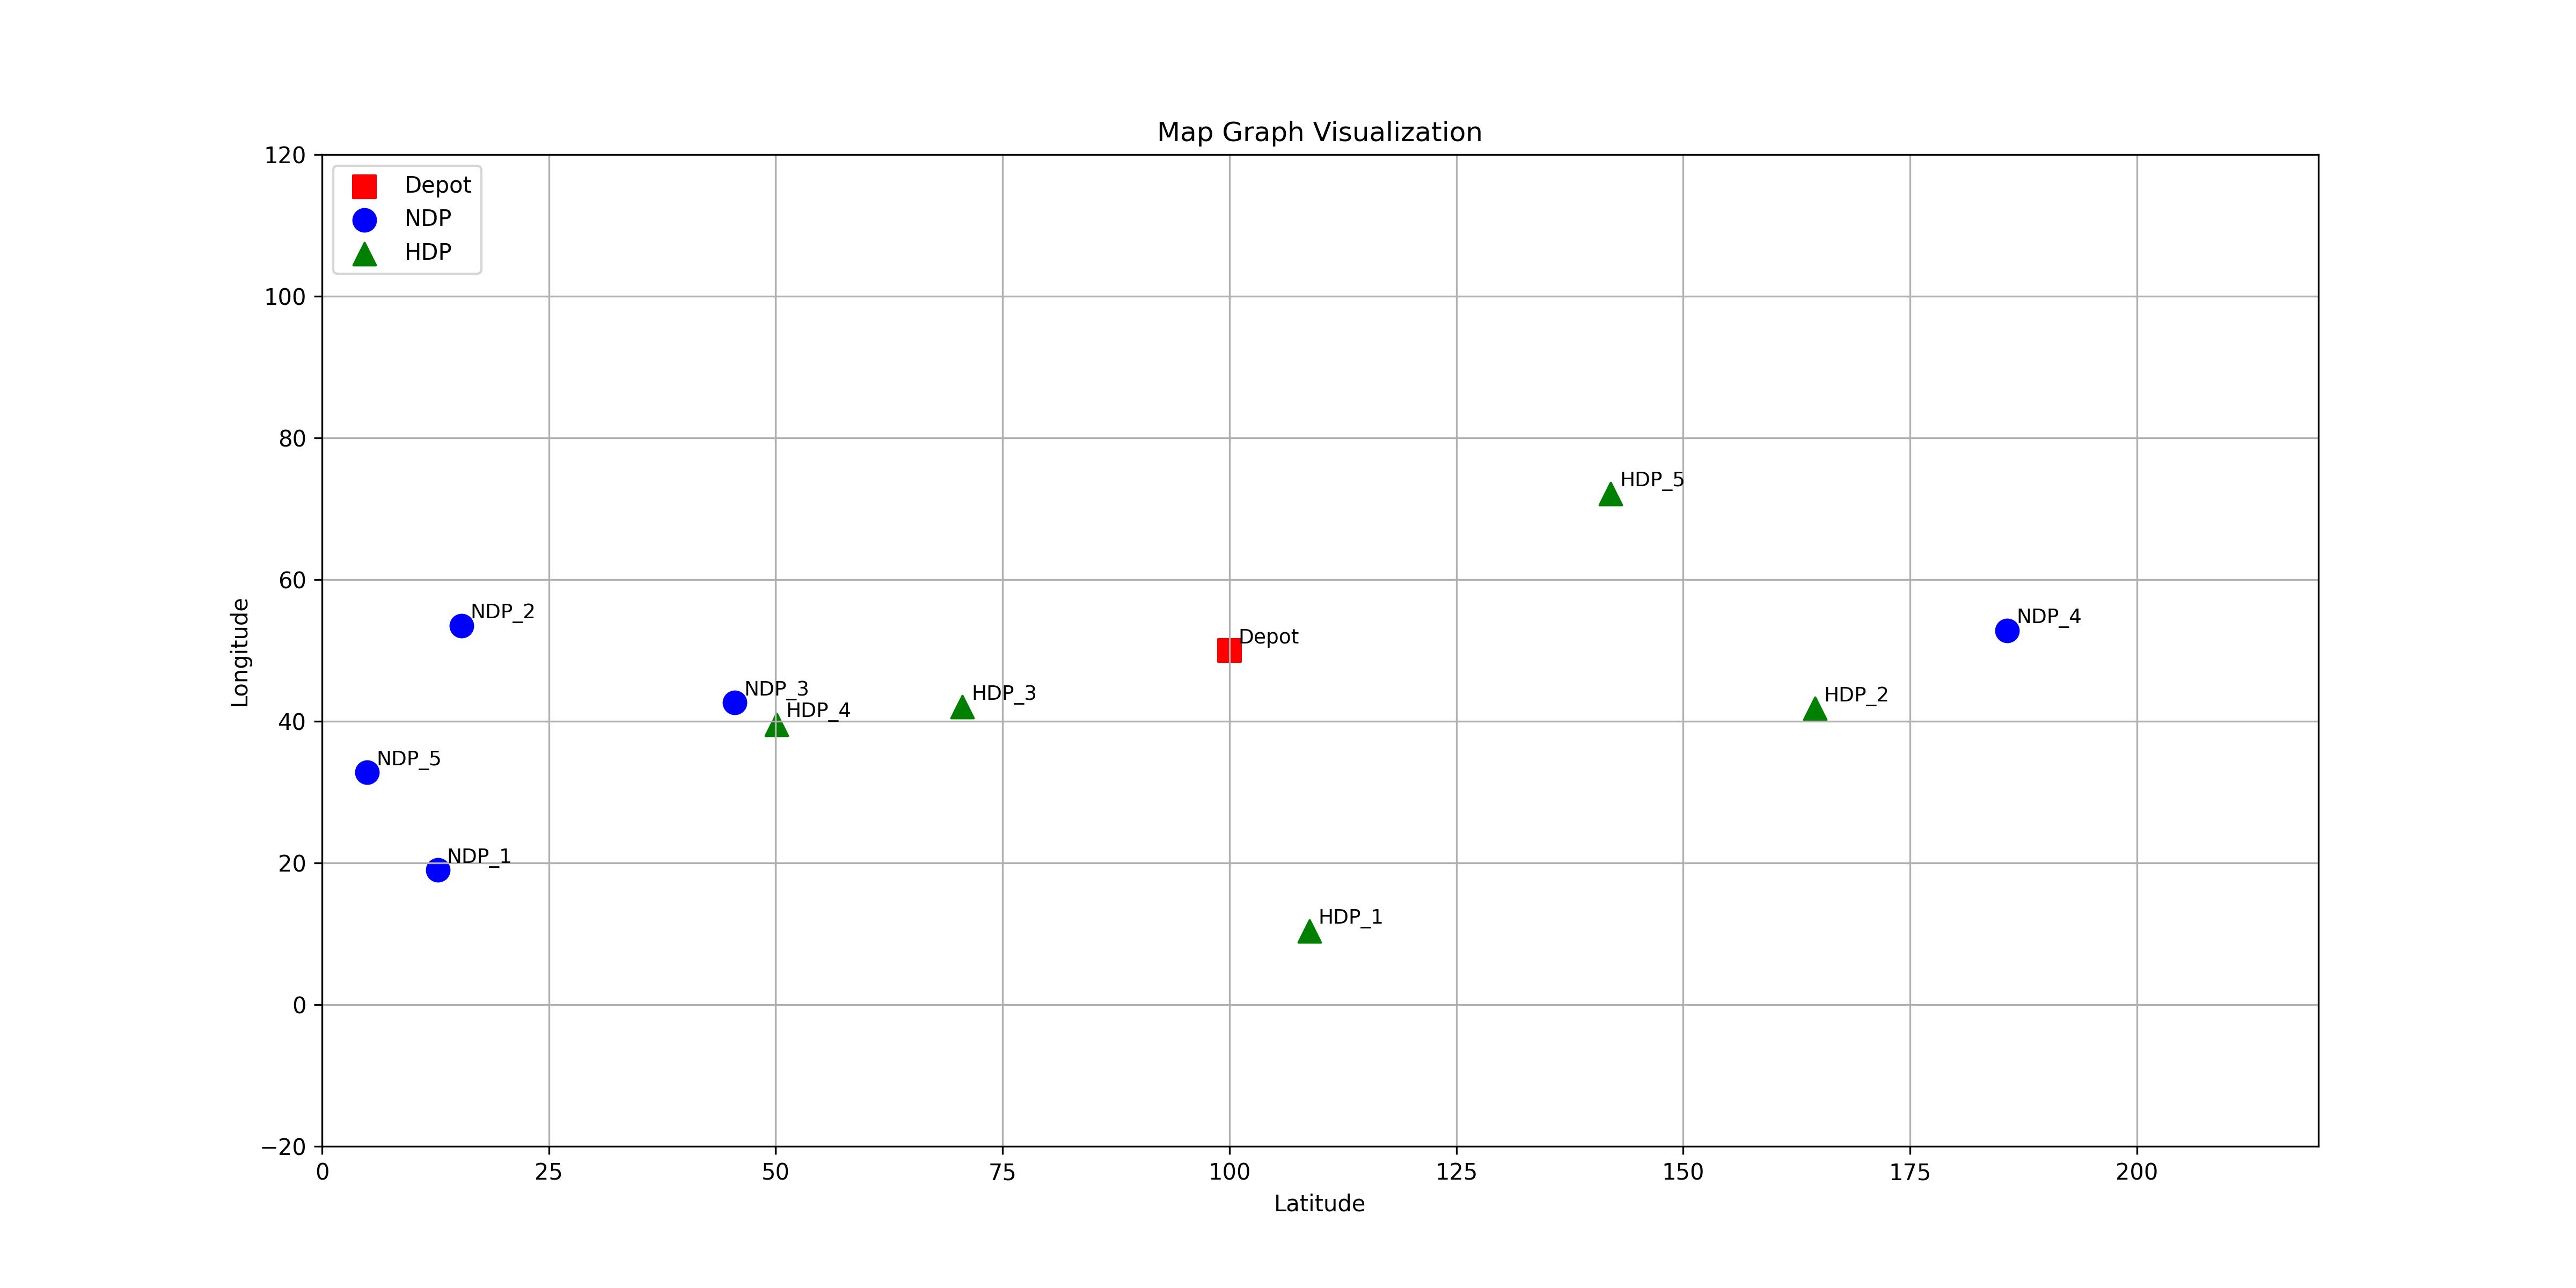 Map Graph Visualization
120
100
80
60
40
20
0
−20
Longitude
Depot
NDP
HDP
HDP_5
NDP_2
NDP_4
Depot
NDP_3
HDP_3
HDP_2
HDP_4
NDP_5
NDP_1
HDP_1
0 25 50 75 100 125 150 175 200
Latitude